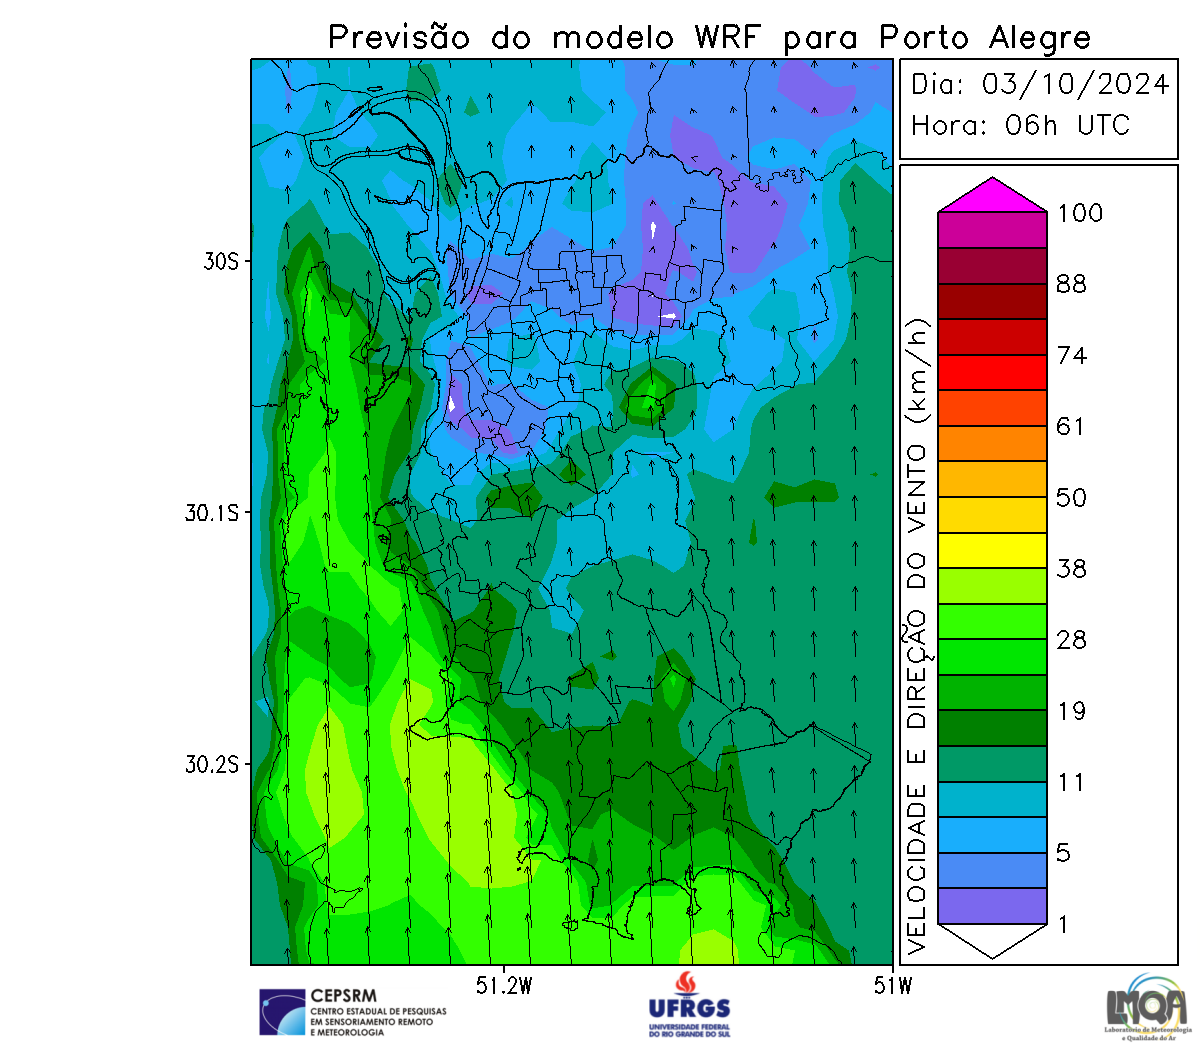 Previsão do modelo WRF para Porto Alegre
Dia: 03/10/2024
Hora: 06h UTC
100
88
74
61
50
38
28
19
11
5
1
VELOCIDADE E DIREÇÃO DO VENTO (km/h)
30S
30.1S
30.2S
51.2W
51W
CEPSRM
CENTRO ESTADUAL DE PESQUISAS
EM SENSORIAMENTO REMOTO
E METEOROLOGIA
UFRGS
UNIVERSIDADE FEDERAL
DO RIO GRANDE DO SUL
LMQA
Laboratório de Meteorologia
e Qualidade do Ar